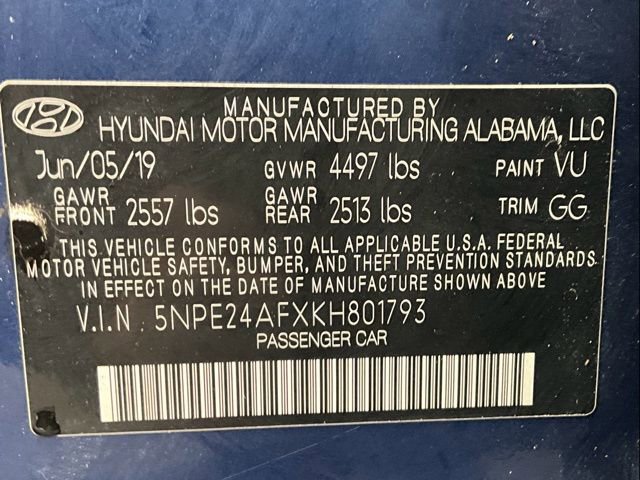 MANUFACTURED BY
HYUNDAI MOTOR MANUFACTURING ALABAMA, LLC
Jun/05/19 GVWR 4497 lbs PAINT VU
GAWR FRONT 2557 lbs GAWR REAR 2513 lbs TRIM GG
THIS VEHICLE CONFORMS TO ALL APPLICABLE U.S.A. FEDERAL
MOTOR VEHICLE SAFETY, BUMPER, AND THEFT PREVENTION STANDARDS
IN EFFECT ON THE DATE OF MANUFACTURE SHOWN ABOVE
V.I.N 5NPE24AFXKH801793
PASSENGER CAR